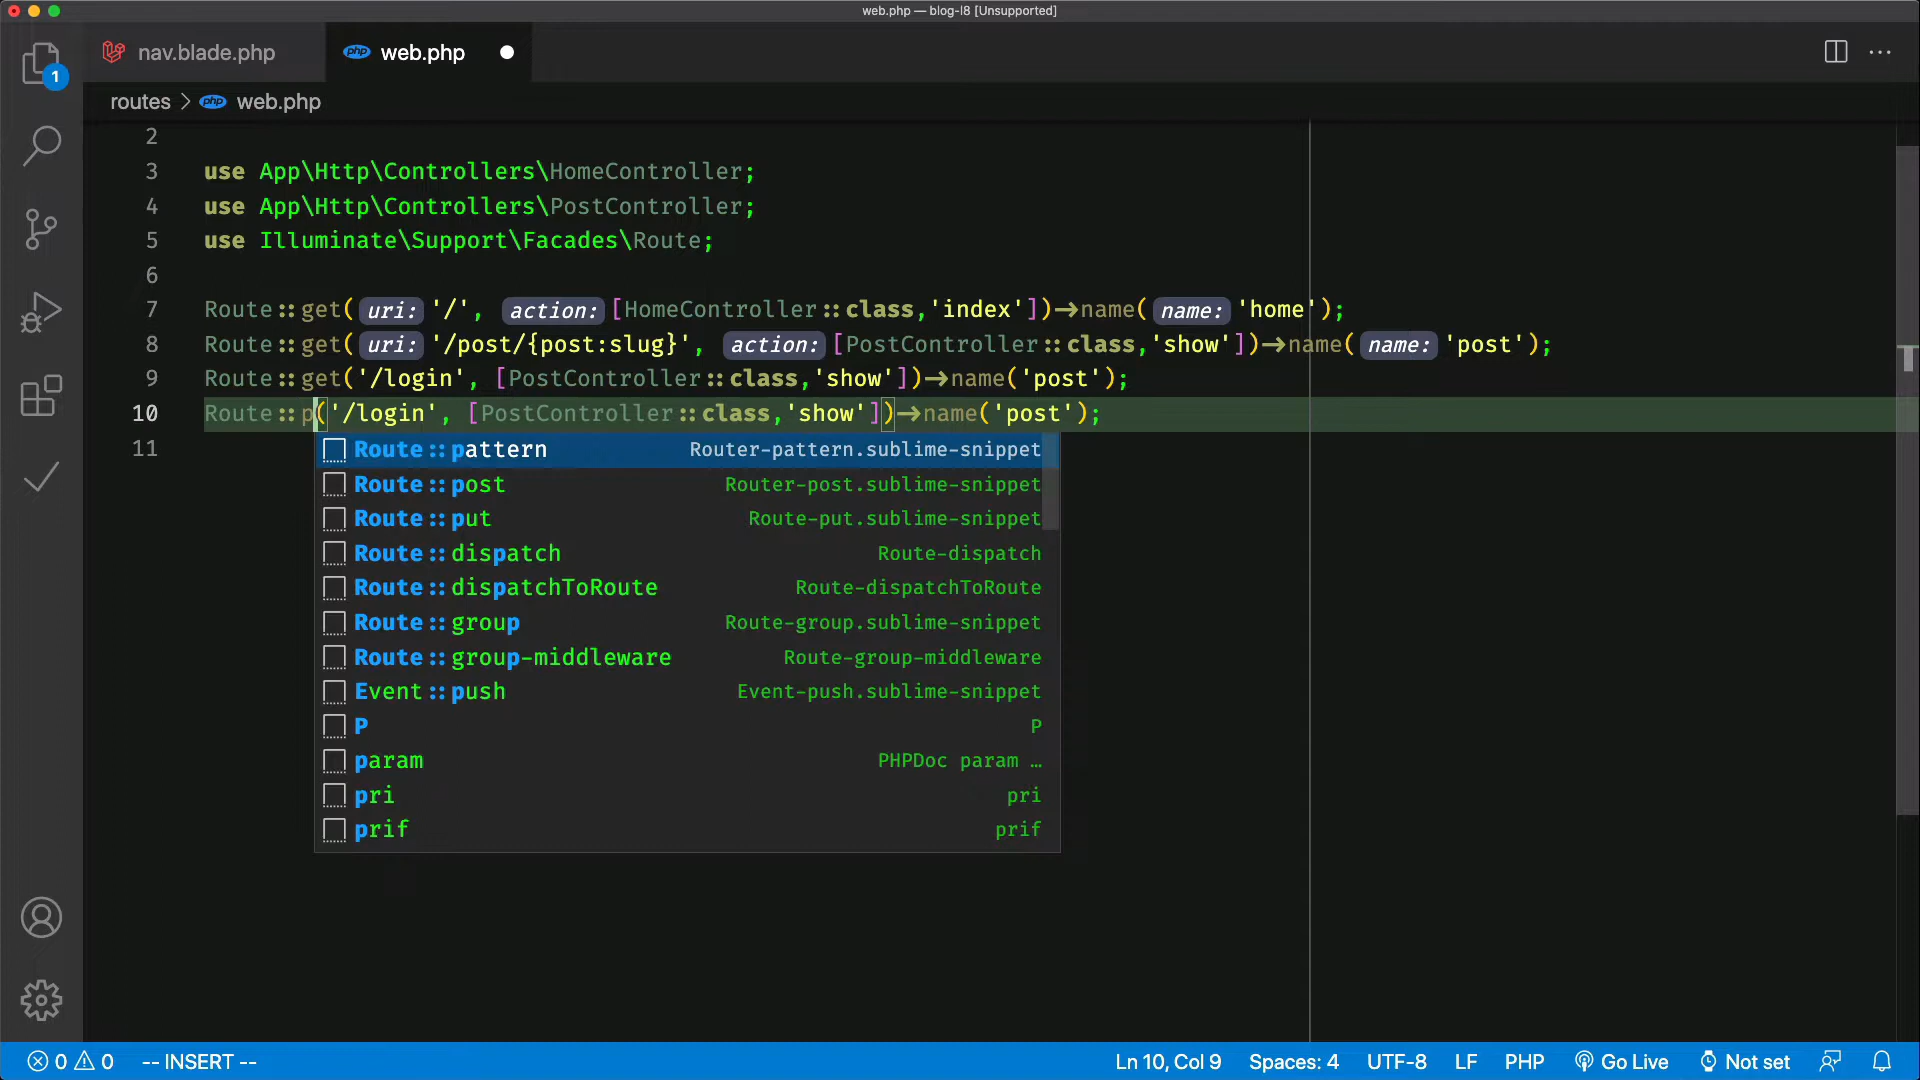 web.php — blog-l8 [Unsupported]
nav.blade.php
php web.php
1
routes > php web.php
2
3 use App\Http\Controllers\HomeController;
4 use App\Http\Controllers\PostController;
5 use Illuminate\Support\Facades\Route;
6
7 Route::get( uri: '/', action: [HomeController::class,'index'])->name( name: 'home');
8 Route::get( uri: '/post/{post:slug}', action: [PostController::class,'show'])->name( name: 'post');
9 Route::get('/login', [PostController::class,'show'])->name('post');
10 Route::p('/login', [PostController::class,'show'])->name('post');
11
Route::pattern Router-pattern.sublime-snippet
Route::post Router-post.sublime-snippet
Route::put Route-put.sublime-snippet
Route::dispatch Route-dispatch
Route::dispatchToRoute Route-dispatchToRoute
Route::group Route-group.sublime-snippet
Route::group-middleware Route-group-middleware
Event::push Event-push.sublime-snippet
P P
param PHPDoc param …
pri pri
prif prif
0 0 -- INSERT -- Ln 10, Col 9 Spaces: 4 UTF-8 LF PHP Go Live Not set